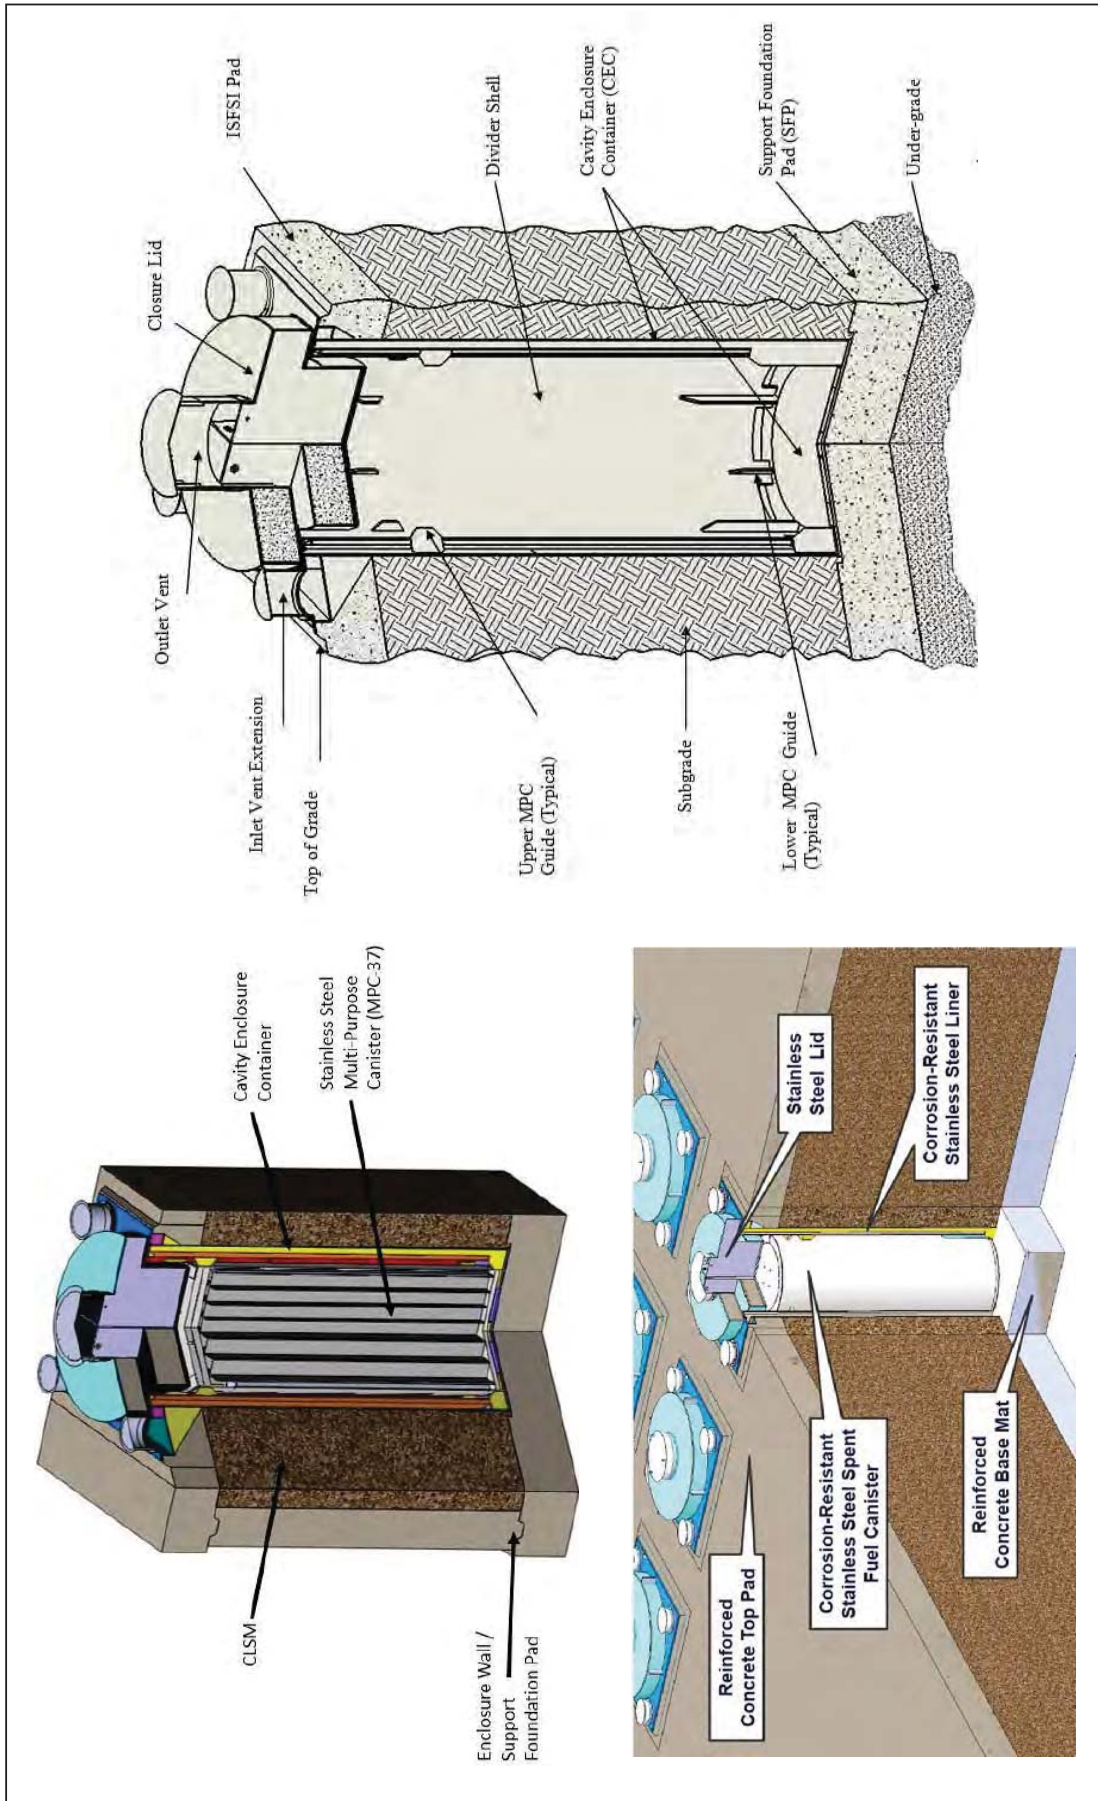 ISFSI Pad
Closure Lid
Outlet Vent
Inlet Vent Extension
Top of Grade
Divider Shell
Cavity Enclosure
Container (CEC)
Upper MPC
Guide (Typical)
Subgrade
Support Foundation
Pad (SFP)
Lower MPC Guide
(Typical)
Under-grade
Cavity Enclosure
Container
Stainless Steel
Multi-Purpose
Canister (MPC-37)
CLSM
Enclosure Wall /
Support
Foundation Pad
Stainless
Steel Lid
Corrosion-Resistant
Stainless Steel Liner
Reinforced
Concrete Top Pad
Corrosion-Resistant
Stainless Steel Spent
Fuel Canister
Reinforced
Concrete Base Mat